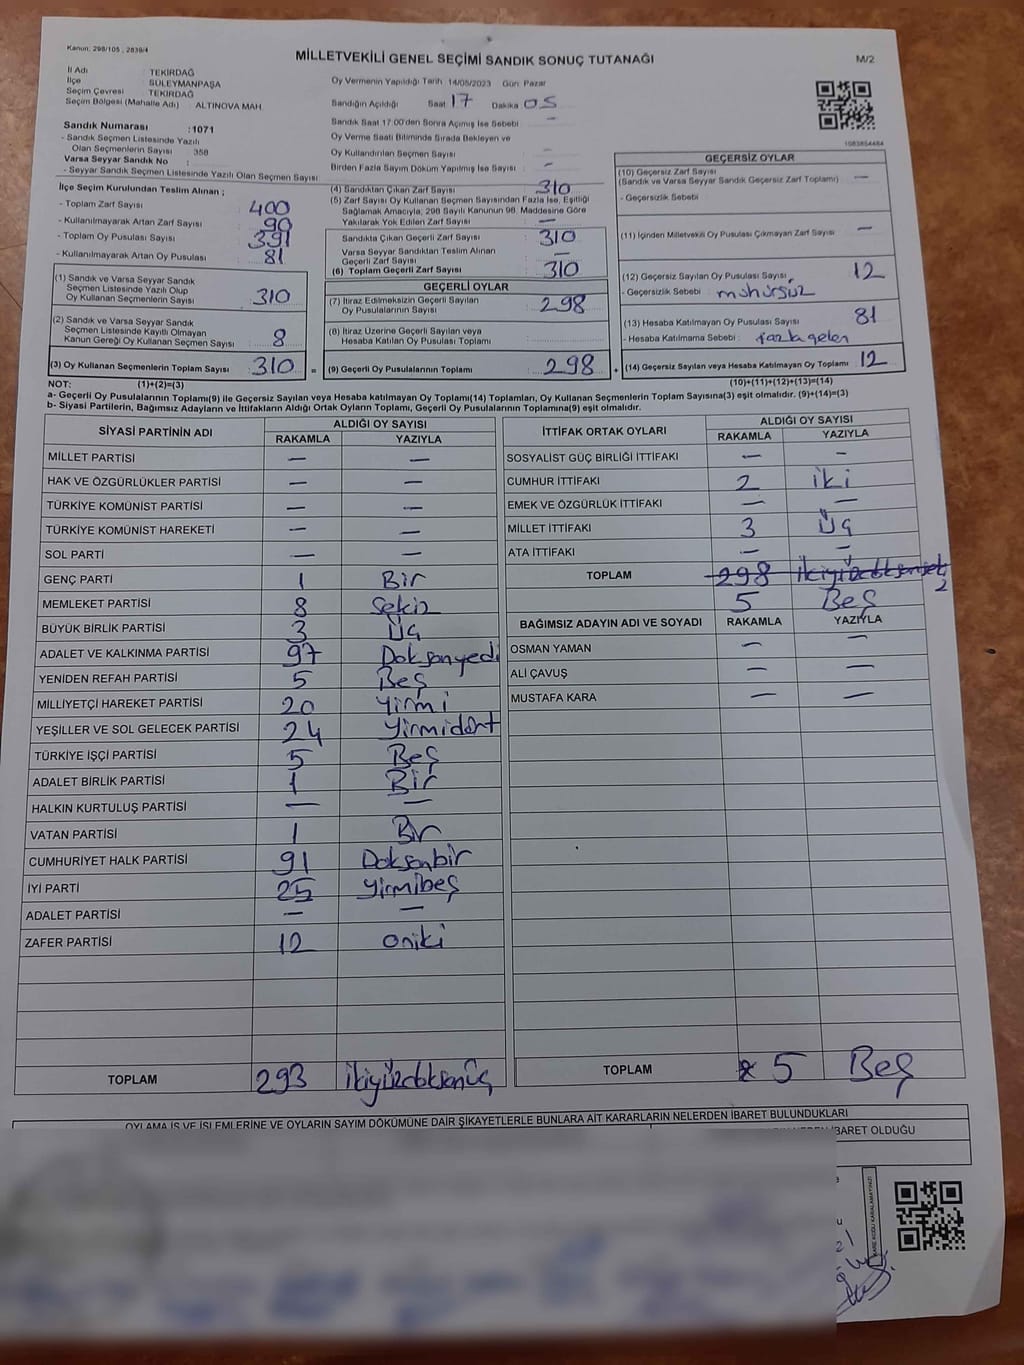 Kanun: 298/105 , 2839/4
MİLLETVEKİLİ GENEL SEÇİMİ SANDIK SONUÇ TUTANAĞI
M/2
İl Adı : TEKİRDAĞ
İlçe : SÜLEYMANPAŞA
Seçim Çevresi : TEKİRDAĞ
Seçim Bölgesi (Mahalle Adı) : ALTINOVA MAH.
Oy Vermenin Yapıldığı Tarih 14/05/2023 Gün: Pazar
Sandığın Açıldığı Saat 17 Dakika 05
Sandık Saat 17:00'den Sonra Açılmış İse Sebebi : –
Oy Verme Saati Bitiminde Sırada Bekleyen ve
Oy Kullandırılan Seçmen Sayısı –
Birden Fazla Sayım Döküm Yapılmış İse Sayısı –
Sandık Numarası :1071
- Sandık Seçmen Listesinde Yazılı
Olan Seçmenlerin Sayısı 358
Varsa Seyyar Sandık No :
- Seyyar Sandık Seçmen Listesinde Yazılı Olan Seçmen Sayısı
İlçe Seçim Kurulundan Teslim Alınan ;
- Toplam Zarf Sayısı 400
- Kullanılmayarak Artan Zarf Sayısı 90
- Toplam Oy Pusulası Sayısı 391
- Kullanılmayarak Artan Oy Pusulası 81
(1) Sandık ve Varsa Seyyar Sandık
Seçmen Listesinde Yazılı Olup
Oy Kullanan Seçmenlerin Sayısı 310
(2) Sandık ve Varsa Seyyar Sandık
Seçmen Listesinde Kayıtlı Olmayan
Kanun Gereği Oy Kullanan Seçmen Sayısı 8
(3) Oy Kullanan Seçmenlerin Toplam Sayısı 310 =
(4) Sandıktan Çıkan Zarf Sayısı 310
(5) Zarf Sayısı Oy Kullanan Seçmen Sayısından Fazla İse, Eşitliği
Sağlamak Amacıyla, 298 Sayılı Kanunun 98. Maddesine Göre
Yakılarak Yok Edilen Zarf Sayısı –
Sandıkta Çıkan Geçerli Zarf Sayısı 310
Varsa Seyyar Sandıktan Teslim Alınan
Geçerli Zarf Sayısı –
(6) Toplam Geçerli Zarf Sayısı 310
GEÇERLİ OYLAR
(7) İtiraz Edilmeksizin Geçerli Sayılan
Oy Pusulalarının Sayısı 298
(8) İtiraz Üzerine Geçerli Sayılan veya
Hesaba Katılan Oy Pusulası Toplamı
(9) Geçerli Oy Pusulalarının Toplamı 298 +
1083854484
GEÇERSİZ OYLAR
(10) Geçersiz Zarf Sayısı
(Sandık ve Varsa Seyyar Sandık Geçersiz Zarf Toplamı) –
- Geçersizlik Sebebi
(11) İçinden Milletvekili Oy Pusulası Çıkmayan Zarf Sayısı –
(12) Geçersiz Sayılan Oy Pusulası Sayısı 12
- Geçersizlik Sebebi : mühürsüz
(13) Hesaba Katılmayan Oy Pusulası Sayısı 81
- Hesaba Katılmama Sebebi : fazla gelen
(14) Geçersiz Sayılan veya Hesaba Katılmayan Oy Toplamı 12
NOT: (1)+(2)=(3)
(10)+(11)+(12)+(13)=(14)
a- Geçerli Oy Pusulalarının Toplamı(9) ile Geçersiz Sayılan veya Hesaba katılmayan Oy Toplamı(14) Toplamları, Oy Kullanan Seçmenlerin Toplam Sayısına(3) eşit olmalıdır. (9)+(14)=(3)
b- Siyasi Partilerin, Bağımsız Adayların ve İttifakların Aldığı Ortak Oyların Toplamı, Geçerli Oy Pusulalarının Toplamına(9) eşit olmalıdır.
SİYASİ PARTİNİN ADI
ALDIĞI OY SAYISI
RAKAMLA YAZIYLA
MİLLET PARTİSİ – –
HAK VE ÖZGÜRLÜKLER PARTİSİ – –
TÜRKİYE KOMÜNİST PARTİSİ – –
TÜRKİYE KOMÜNİST HAREKETİ – –
SOL PARTİ – –
GENÇ PARTİ 1 Bir
MEMLEKET PARTİSİ 8 Sekiz
BÜYÜK BİRLİK PARTİSİ 3 Üç
ADALET VE KALKINMA PARTİSİ 97 Doksanyedi
YENİDEN REFAH PARTİSİ 5 Beş
MİLLİYETÇİ HAREKET PARTİSİ 20 Yirmi
YEŞİLLER VE SOL GELECEK PARTİSİ 24 Yirmidört
TÜRKİYE İŞÇİ PARTİSİ 5 Beş
ADALET BİRLİK PARTİSİ 1 Bir
HALKIN KURTULUŞ PARTİSİ – –
VATAN PARTİSİ 1 Bir
CUMHURİYET HALK PARTİSİ 91 Doksanbir
İYİ PARTİ 25 Yirmibeş
ADALET PARTİSİ – –
ZAFER PARTİSİ 12 oniki
TOPLAM 293 ikiyüzdoksanüç
İTTİFAK ORTAK OYLARI
ALDIĞI OY SAYISI
RAKAMLA YAZIYLA
SOSYALİST GÜÇ BİRLİĞİ İTTİFAKI – –
CUMHUR İTTİFAKI 2 iki
EMEK VE ÖZGÜRLÜK İTTİFAKI – –
MİLLET İTTİFAKI 3 Üç
ATA İTTİFAKI – –
TOPLAM 298 ikiyüzdoksansekiz
5 Beş
BAĞIMSIZ ADAYIN ADI VE SOYADI RAKAMLA YAZIYLA
OSMAN YAMAN – –
ALİ ÇAVUŞ – –
MUSTAFA KARA – –
TOPLAM 5 Beş
OYLAMA İŞ VE İŞLEMLERİNE VE OYLARIN SAYIM DÖKÜMÜNE DAİR ŞİKAYETLERLE BUNLARA AİT KARARLARIN NELERDEN İBARET BULUNDUKLARI
İBARET OLDUĞU
KARE KODU KARALAMAYINIZ!